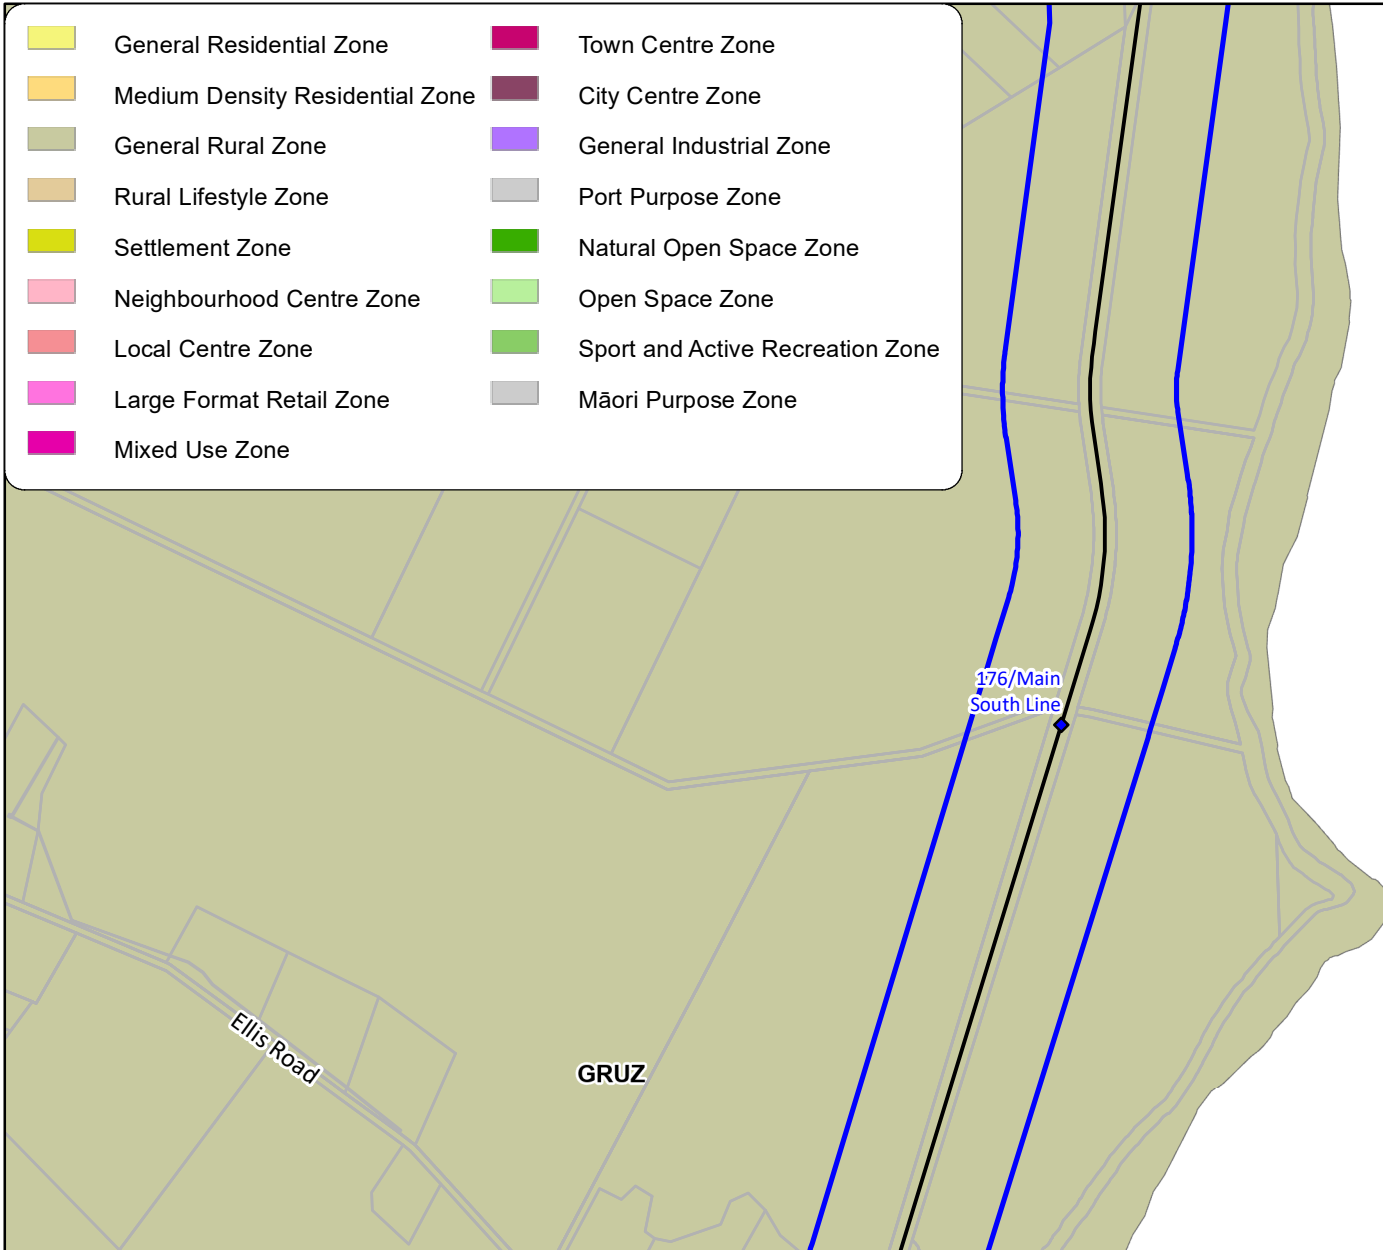 General Residential Zone
Medium Density Residential Zone
General Rural Zone
Rural Lifestyle Zone
Settlement Zone
Neighbourhood Centre Zone
Local Centre Zone
Large Format Retail Zone
Mixed Use Zone
Town Centre Zone
City Centre Zone
General Industrial Zone
Port Purpose Zone
Natural Open Space Zone
Open Space Zone
Sport and Active Recreation Zone
Māori Purpose Zone
176/Main
South Line
Ellis Road
GRUZ